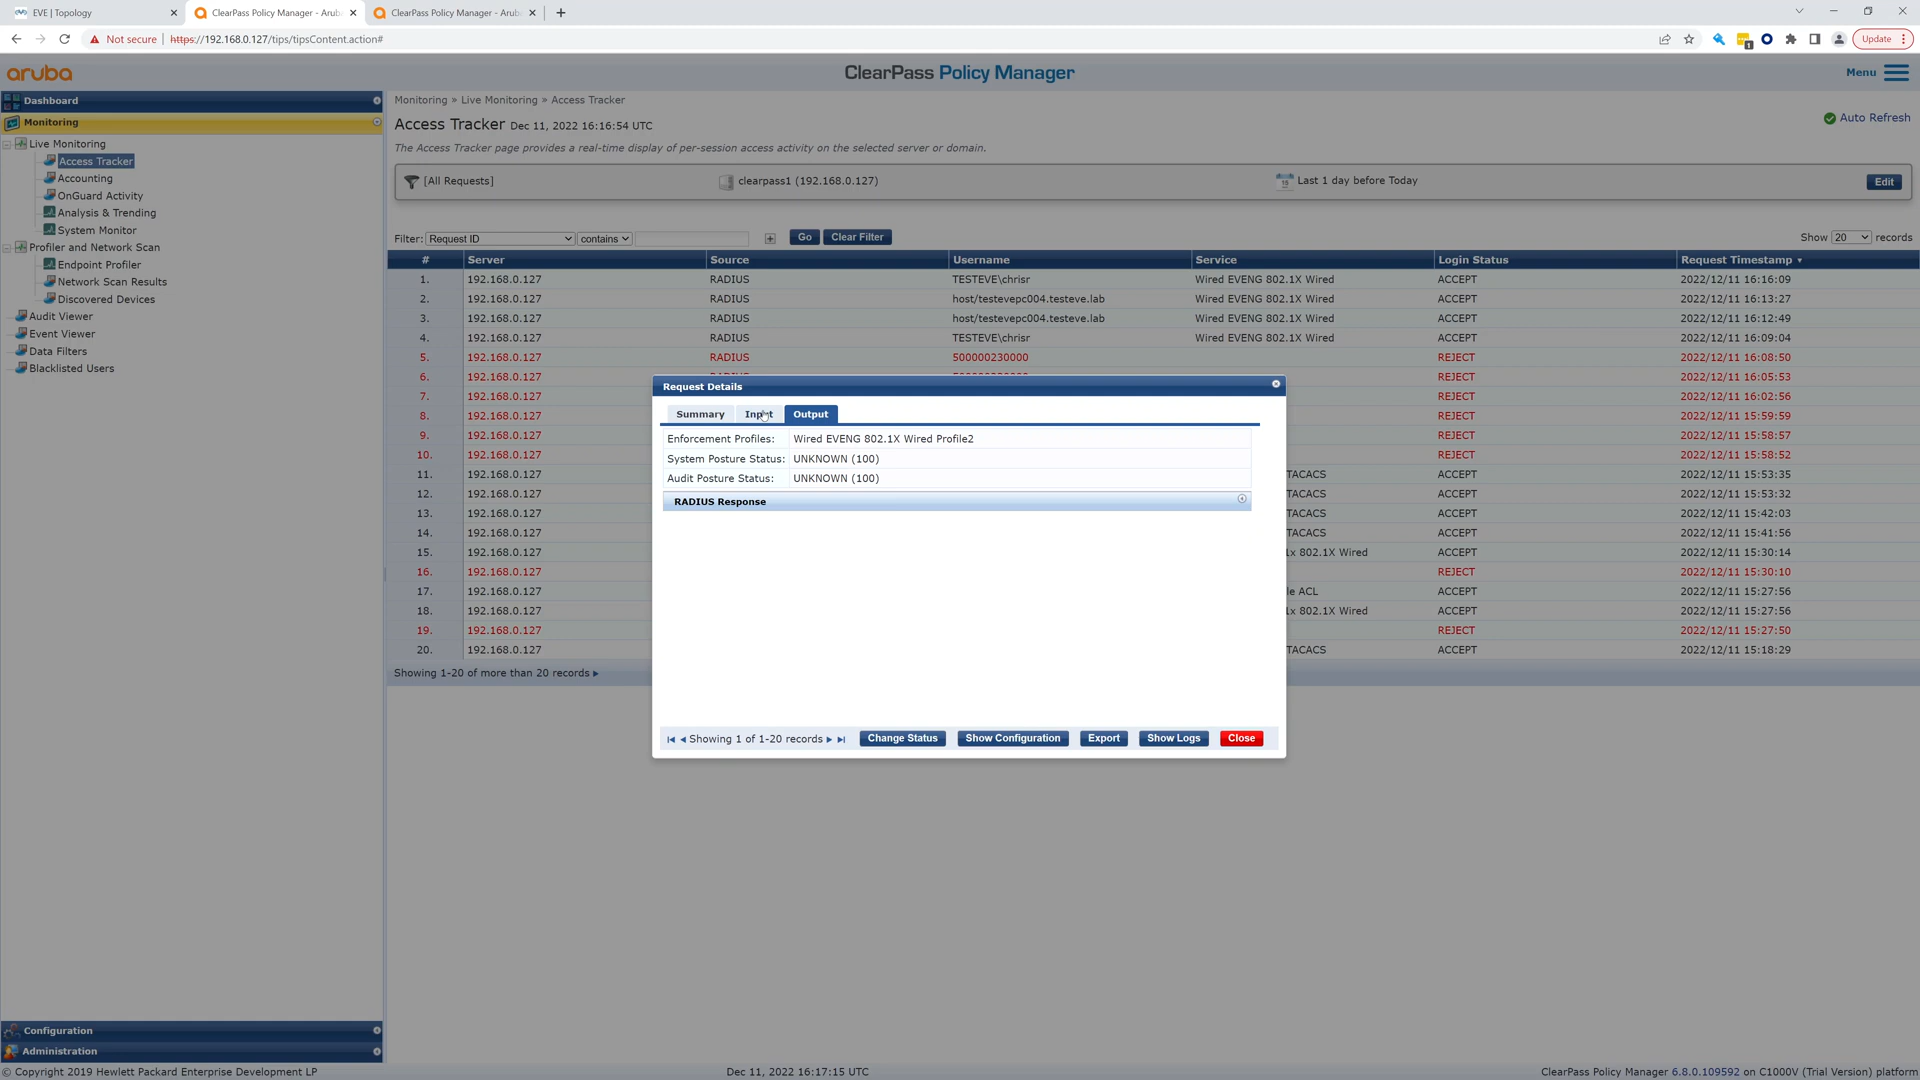 EVE | Topology
ClearPass Policy Manager - Arub
ClearPass Policy Manager - Arub
Not secure
https://192.168.0.127/tips/tipsContent.action#
1
Update
aruba
ClearPass Policy Manager
Menu
Dashboard
Monitoring
Live Monitoring
Access Tracker
Accounting
OnGuard Activity
Analysis & Trending
System Monitor
Profiler and Network Scan
Endpoint Profiler
Network Scan Results
Discovered Devices
Audit Viewer
Event Viewer
Data Filters
Blacklisted Users
Configuration
Administration
Monitoring » Live Monitoring » Access Tracker
Access Tracker Dec 11, 2022 16:16:54 UTC
Auto Refresh
The Access Tracker page provides a real-time display of per-session access activity on the selected server or domain.
[All Requests] clearpass1 (192.168.0.127) Last 1 day before Today Edit
Filter: Request ID contains Go Clear Filter Show 20 records
# Server Source Username Service Login Status Request Timestamp
1. 192.168.0.127 RADIUS TESTEVE\chrisr Wired EVENG 802.1X Wired ACCEPT 2022/12/11 16:16:09
2. 192.168.0.127 RADIUS host/testevepc004.testeve.lab Wired EVENG 802.1X Wired ACCEPT 2022/12/11 16:13:27
3. 192.168.0.127 RADIUS host/testevepc004.testeve.lab Wired EVENG 802.1X Wired ACCEPT 2022/12/11 16:12:49
4. 192.168.0.127 RADIUS TESTEVE\chrisr Wired EVENG 802.1X Wired ACCEPT 2022/12/11 16:09:04
5. 192.168.0.127 RADIUS 500000230000 REJECT 2022/12/11 16:08:50
6. 192.168.0.127 REJECT 2022/12/11 16:05:53
7. 192.168.0.127 REJECT 2022/12/11 16:02:56
8. 192.168.0.127 REJECT 2022/12/11 15:59:59
9. 192.168.0.127 REJECT 2022/12/11 15:58:57
10. 192.168.0.127 REJECT 2022/12/11 15:58:52
11. 192.168.0.127 TACACS ACCEPT 2022/12/11 15:53:35
12. 192.168.0.127 TACACS ACCEPT 2022/12/11 15:53:32
13. 192.168.0.127 TACACS ACCEPT 2022/12/11 15:42:03
14. 192.168.0.127 TACACS ACCEPT 2022/12/11 15:41:56
15. 192.168.0.127 1x 802.1X Wired ACCEPT 2022/12/11 15:30:14
16. 192.168.0.127 REJECT 2022/12/11 15:30:10
17. 192.168.0.127 le ACL ACCEPT 2022/12/11 15:27:56
18. 192.168.0.127 1x 802.1X Wired ACCEPT 2022/12/11 15:27:56
19. 192.168.0.127 REJECT 2022/12/11 15:27:50
20. 192.168.0.127 TACACS ACCEPT 2022/12/11 15:18:29
Showing 1-20 of more than 20 records
Request Details
Summary Input Output
Enforcement Profiles: Wired EVENG 802.1X Wired Profile2
System Posture Status: UNKNOWN (100)
Audit Posture Status: UNKNOWN (100)
RADIUS Response
Showing 1 of 1-20 records Change Status Show Configuration Export Show Logs Close
© Copyright 2019 Hewlett Packard Enterprise Development LP
Dec 11, 2022 16:17:15 UTC
ClearPass Policy Manager 6.8.0.109592 on C1000V (Trial Version) platform